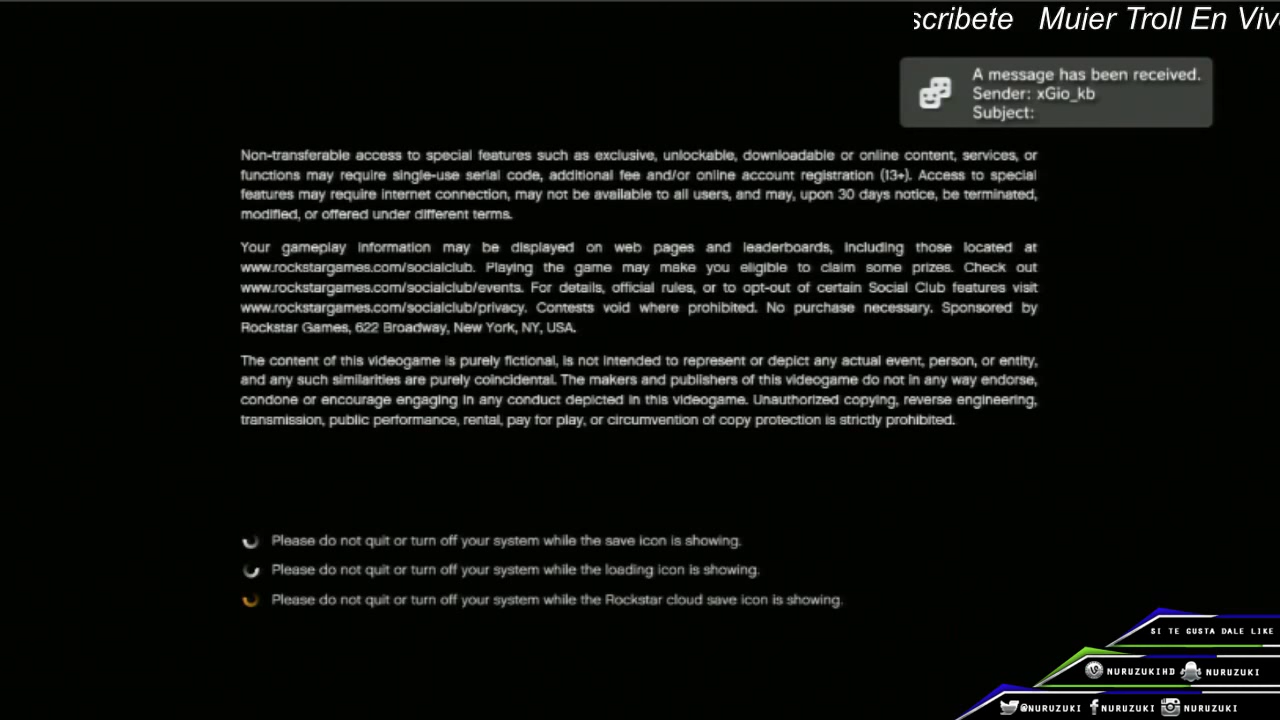 scribete   Mujer Troll En Viv
A message has been received.
Sender: xGio_kb
Subject:
Non-transferable access to special features such as exclusive, unlockable, downloadable or online content, services, or
functions may require single-use serial code, additional fee and/or online account registration (13+). Access to special
features may require internet connection, may not be available to all users, and may, upon 30 days notice, be terminated,
modified, or offered under different terms.
Your gameplay information may be displayed on web pages and leaderboards, including those located at
www.rockstargames.com/socialclub. Playing the game may make you eligible to claim some prizes. Check out
www.rockstargames.com/socialclub/events. For details, official rules, or to opt-out of certain Social Club features visit
www.rockstargames.com/socialclub/privacy. Contests void where prohibited. No purchase necessary. Sponsored by
Rockstar Games, 622 Broadway, New York, NY, USA.
The content of this videogame is purely fictional, is not intended to represent or depict any actual event, person, or entity,
and any such similarities are purely coincidental. The makers and publishers of this videogame do not in any way endorse,
condone or encourage engaging in any conduct depicted in this videogame. Unauthorized copying, reverse engineering,
transmission, public performance, rental, pay for play, or circumvention of copy protection is strictly prohibited.
Please do not quit or turn off your system while the save icon is showing.
Please do not quit or turn off your system while the loading icon is showing.
Please do not quit or turn off your system while the Rockstar cloud save icon is showing.
SI TE GUSTA DALE LIKE
NURUZUKIHD NURUZUKI
@NURUZUKI NURUZUKI NURUZUKI